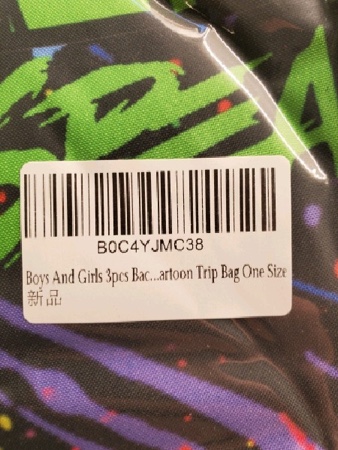 B0C4YJMC38
Boys And Girls 3pcs Bac...artoon Trip Bag One Size
新品